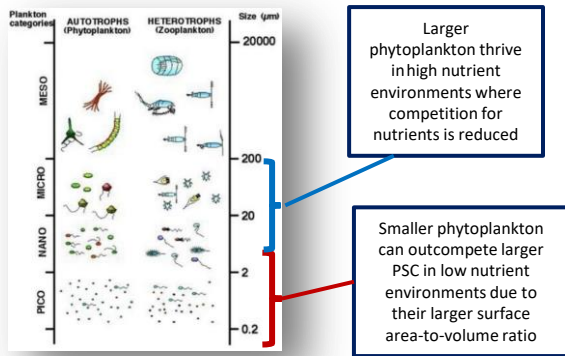 Plankton categories
AUTOTROPHS
(Phytoplankton)
HETEROTROPHS
(Zooplankton)
Size (µm)
20000
MESO
200
MICRO
20
NANO
2
PICO
0.2
Larger
phytoplankton thrive
in high nutrient
environments where
competition for
nutrients is reduced
Smaller phytoplankton
can outcompete larger
PSC in low nutrient
environments due to
their larger surface
area-to-volume ratio